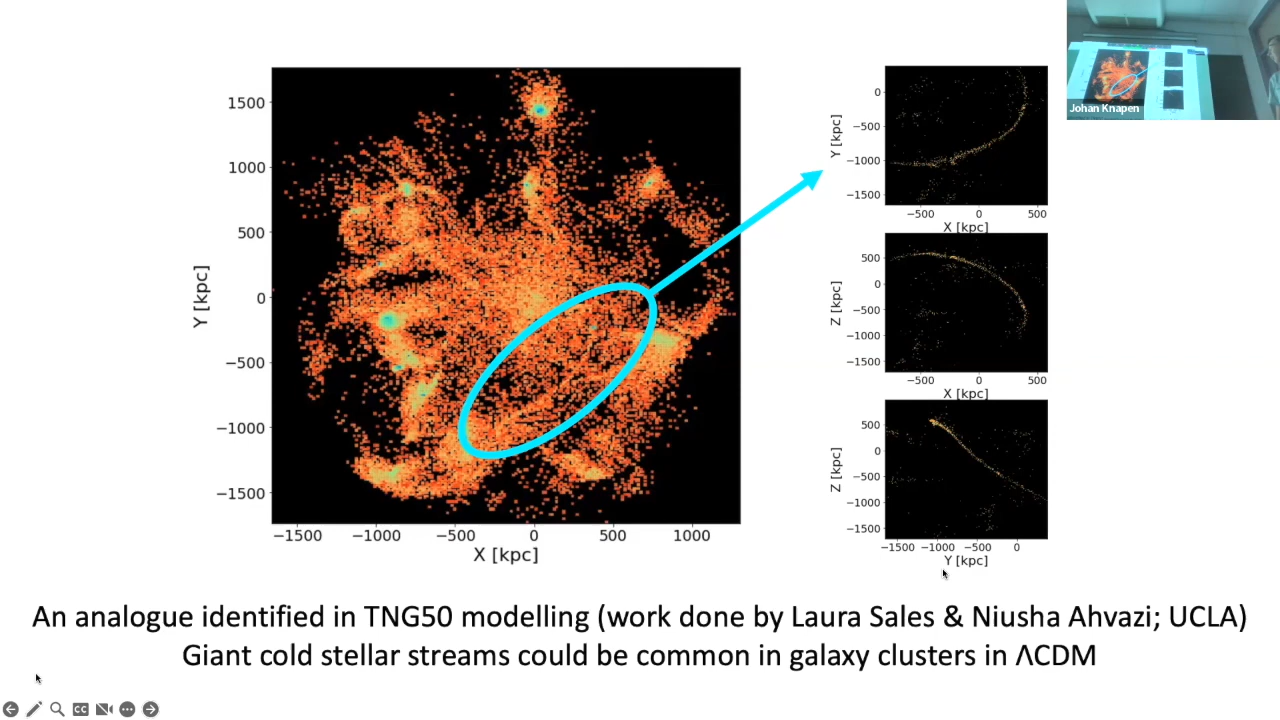 Johan Knapen
1500
1000
500
0
−500
−1000
−1500
Y [kpc]
−1500 −1000 −500 0 500 1000
X [kpc]
0
−500
−1000
−1500
Y [kpc]
−500 0 500
X [kpc]
500
0
−500
−1000
−1500
Z [kpc]
−500 0 500
X [kpc]
500
0
−500
−1000
−1500
Z [kpc]
−1500 −1000 −500 0
Y [kpc]
An analogue identified in TNG50 modelling (work done by Laura Sales & Niusha Ahvazi; UCLA)
Giant cold stellar streams could be common in galaxy clusters in ΛCDM
CC